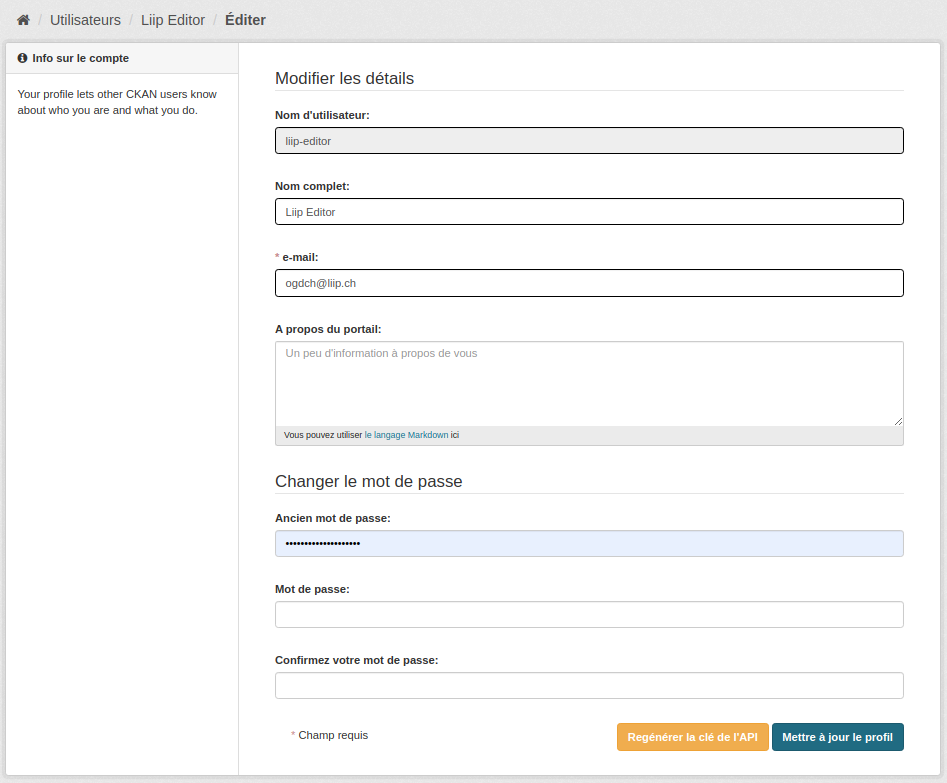 / Utilisateurs / Liip Editor / Éditer
Info sur le compte
Your profile lets other CKAN users know
about who you are and what you do.
Modifier les détails
Nom d'utilisateur:
liip-editor
Nom complet:
Liip Editor
* e-mail:
ogdch@liip.ch
A propos du portail:
Un peu d'information à propos de vous
Vous pouvez utiliser le langage Markdown ici
Changer le mot de passe
Ancien mot de passe:
••••••••••••••••••••
Mot de passe:
Confirmez votre mot de passe:
* Champ requis
Regénérer la clé de l'API
Mettre à jour le profil